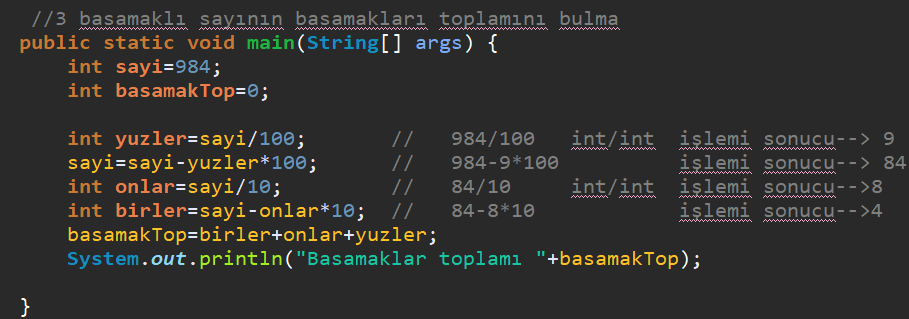 //3 basamaklı sayının basamakları toplamını bulma
public static void main(String[] args) {
int sayi=984;
int basamakTop=0;
int yuzler=sayi/100; // 984/100 int/int işlemi sonucu--> 9
sayi=sayi-yuzler*100; // 984-9*100 işlemi sonucu--> 84
int onlar=sayi/10; // 84/10 int/int işlemi sonucu-->8
int birler=sayi-onlar*10; // 84-8*10 işlemi sonucu-->4
basamakTop=birler+onlar+yuzler;
System.out.println("Basamaklar toplamı "+basamakTop);
}